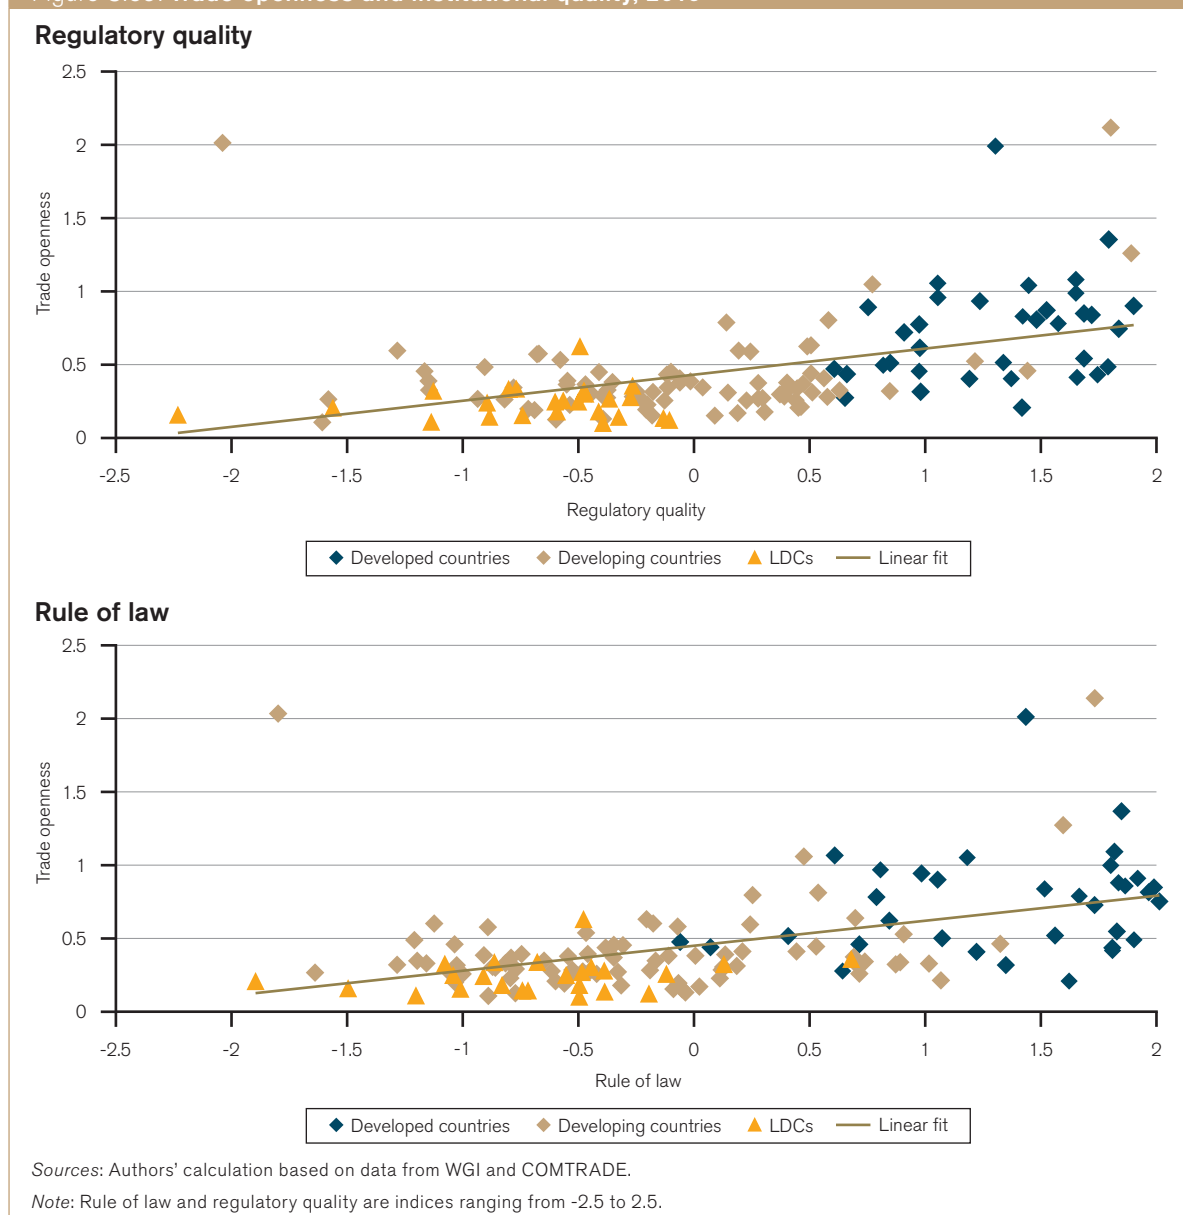 Regulatory quality
2.5
2
1.5
1
0.5
0
Trade openness
-2.5 -2 -1.5 -1 -0.5 0 0.5 1 1.5 2
Regulatory quality
Developed countries Developing countries LDCs Linear fit
Rule of law
2.5
2
1.5
1
0.5
0
Trade openness
-2.5 -2 -1.5 -1 -0.5 0 0.5 1 1.5 2
Rule of law
Developed countries Developing countries LDCs Linear fit
Sources: Authors' calculation based on data from WGI and COMTRADE.
Note: Rule of law and regulatory quality are indices ranging from -2.5 to 2.5.